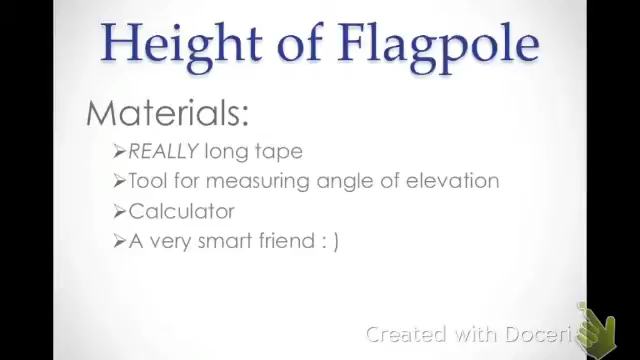 Height of Flagpole
Materials:
➢REALLY long tape
➢Tool for measuring angle of elevation
➢Calculator
➢A very smart friend : )
Created with Doceri